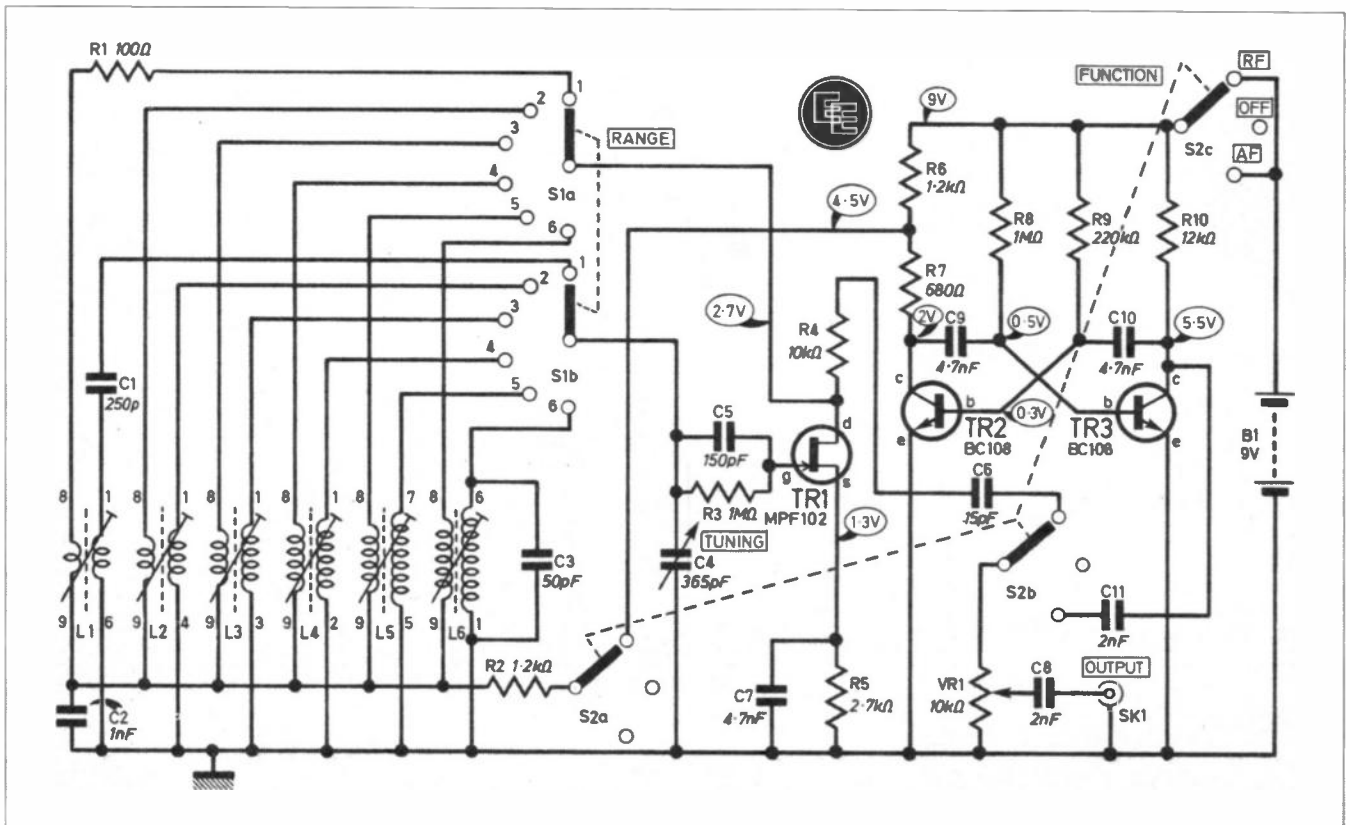 R1 100Ω
1
2
3
4
5
6
S1a
RANGE
1
2
3
4
5
6
S1b
C1
250p
8 1
9 6
L1
8 1
9 4
L2
8 1
9 3
L3
8 1
9 2
L4
8 7
9 5
L5
8 6
9 1
L6
C2
1nF
C3
50pF
R2 1·2kΩ
S2a
C5
150pF
R3 1MΩ
TUNING
C4
365pF
2·7V
4·5V
R4
10kΩ
d
g
s
TR1
MPF102
1·3V
C7
4·7nF
R5
2·7kΩ
EE
9V
R6
1·2kΩ
R7
680Ω
R8
1MΩ
R9
220kΩ
R10
12kΩ
2V
C9
4·7nF
0·5V
C10
4·7nF
5·5V
c
b
e
TR2
BC108
0·3V
c
b
e
TR3
BC108
C6
15pF
S2b
C11
2nF
VR1
10kΩ
C8
2nF
OUTPUT
SK1
FUNCTION
RF
OFF
AF
S2c
B1
9V